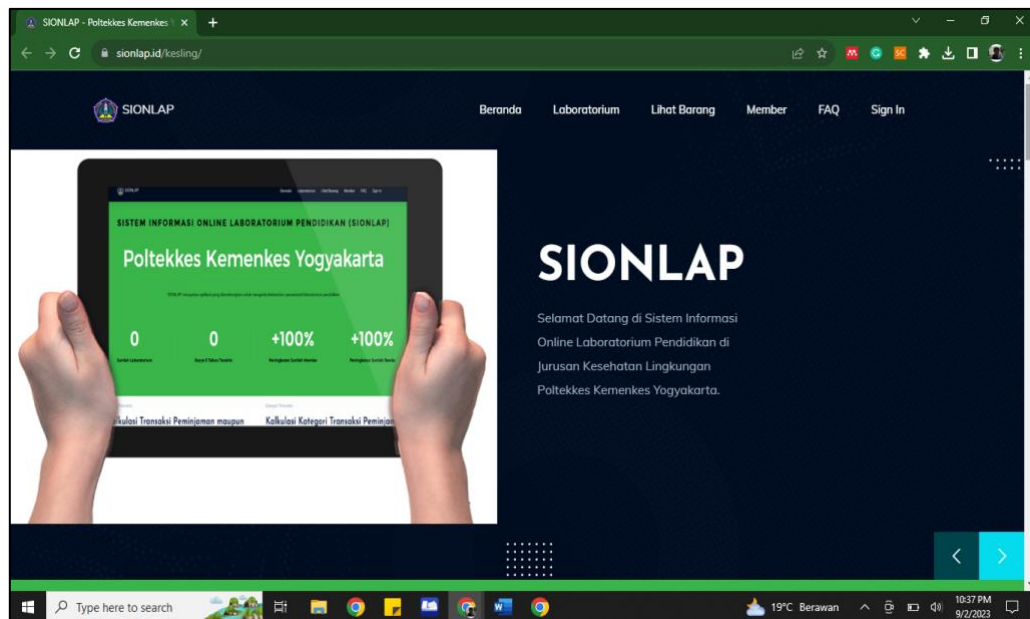 SIONLAP - Poltekkes Kemenkes
sionlap.id/kesling/
SIONLAP
Beranda Laboratorium Lihat Barang Member FAQ Sign In
SIONLAP
SISTEM INFORMASI ONLINE LABORATORIUM PENDIDIKAN (SIONLAP)
Poltekkes Kemenkes Yogyakarta
0 0 +100% +100%
Kalkulasi Kategori Transaksi
Transaksi Peminjaman maupun
SIONLAP
Selamat Datang di Sistem Informasi
Online Laboratorium Pendidikan di
Jurusan Kesehatan Lingkungan
Poltekkes Kemenkes Yogyakarta.
Type here to search
19°C Berawan
10:37 PM
9/2/2023